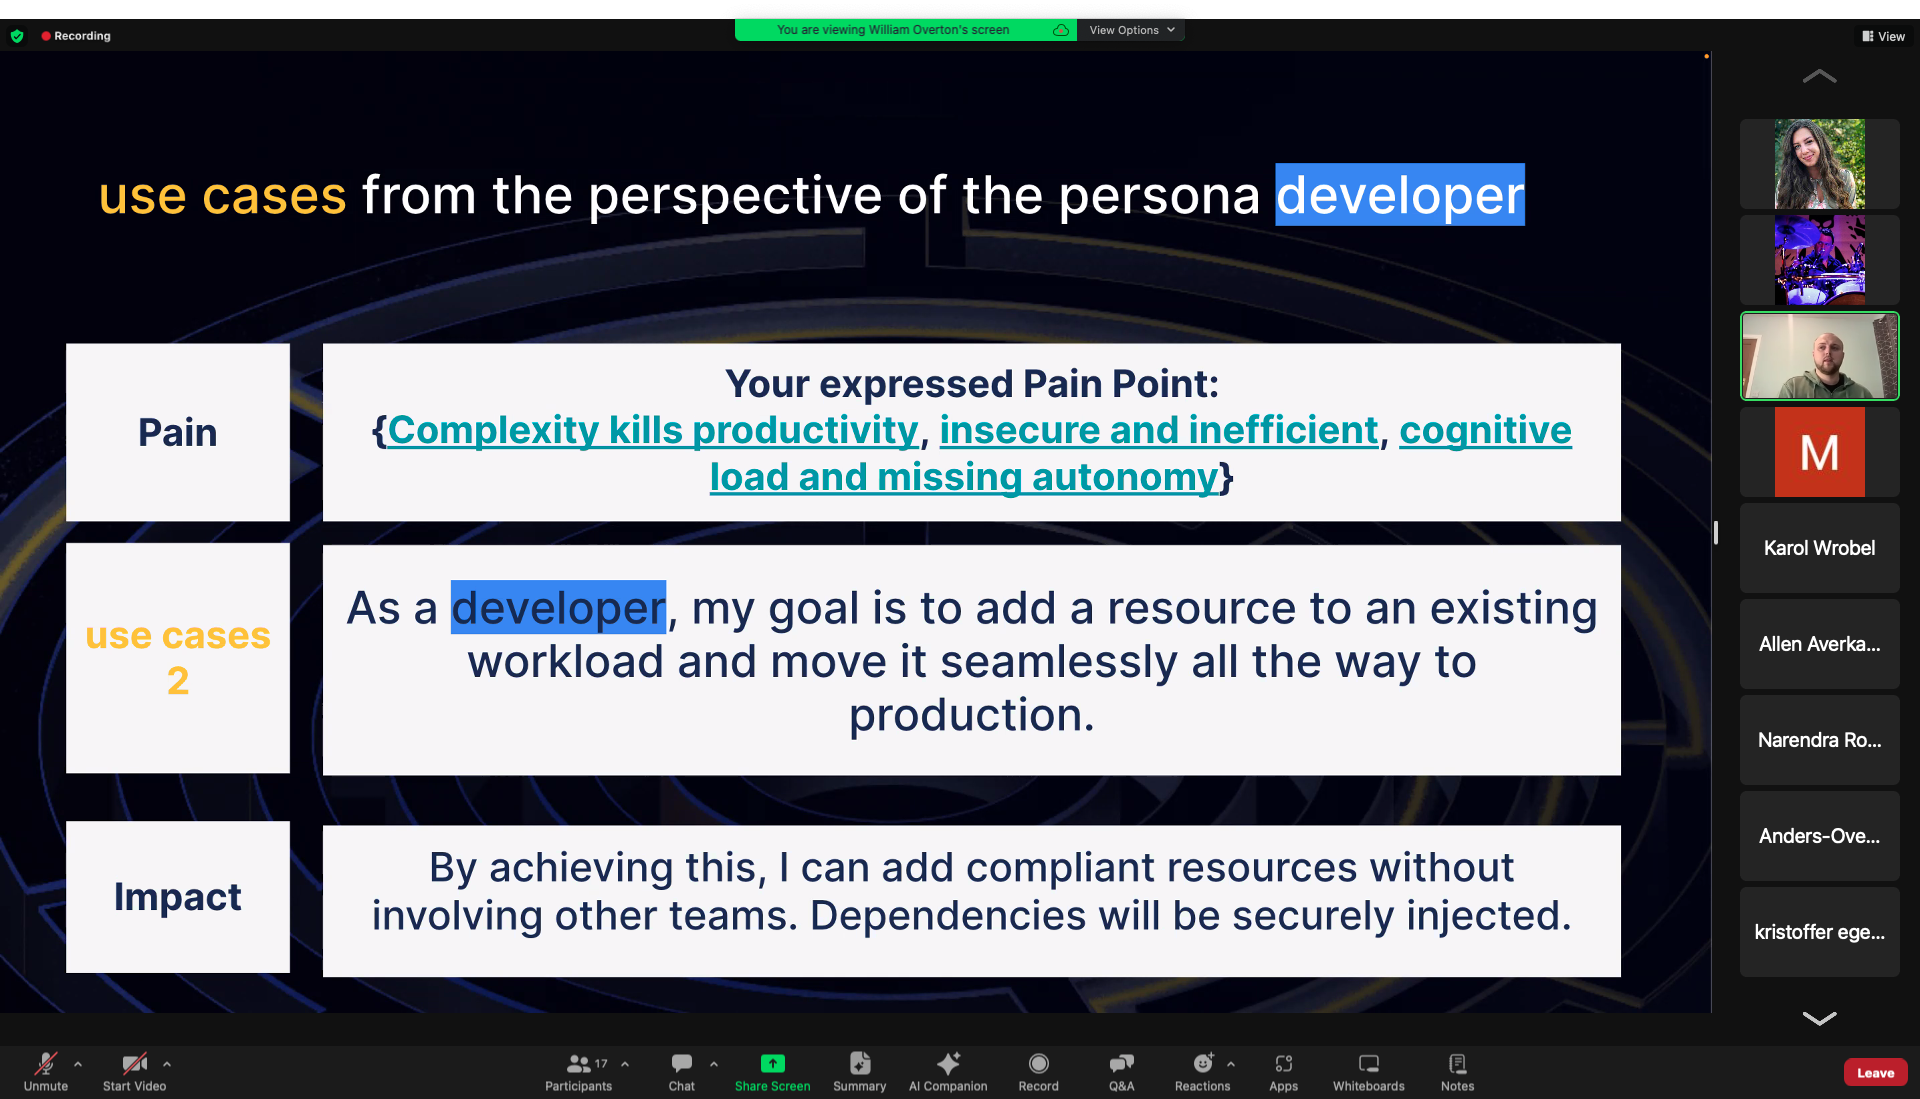 Recording
You are viewing William Overton's screen
View Options
View
use cases from the perspective of the persona developer
Pain
Your expressed Pain Point:
{Complexity kills productivity, insecure and inefficient, cognitive
load and missing autonomy}
use cases
2
As a developer, my goal is to add a resource to an existing
workload and move it seamlessly all the way to
production.
Impact
By achieving this, I can add compliant resources without
involving other teams. Dependencies will be securely injected.
M
Karol Wrobel
Allen Averka...
Narendra Ro...
Anders-Ove...
kristoffer ege...
Unmute
Start Video
17
Participants
Chat
Share Screen
Summary
AI Companion
Record
Q&A
Reactions
Apps
Whiteboards
Notes
Leave